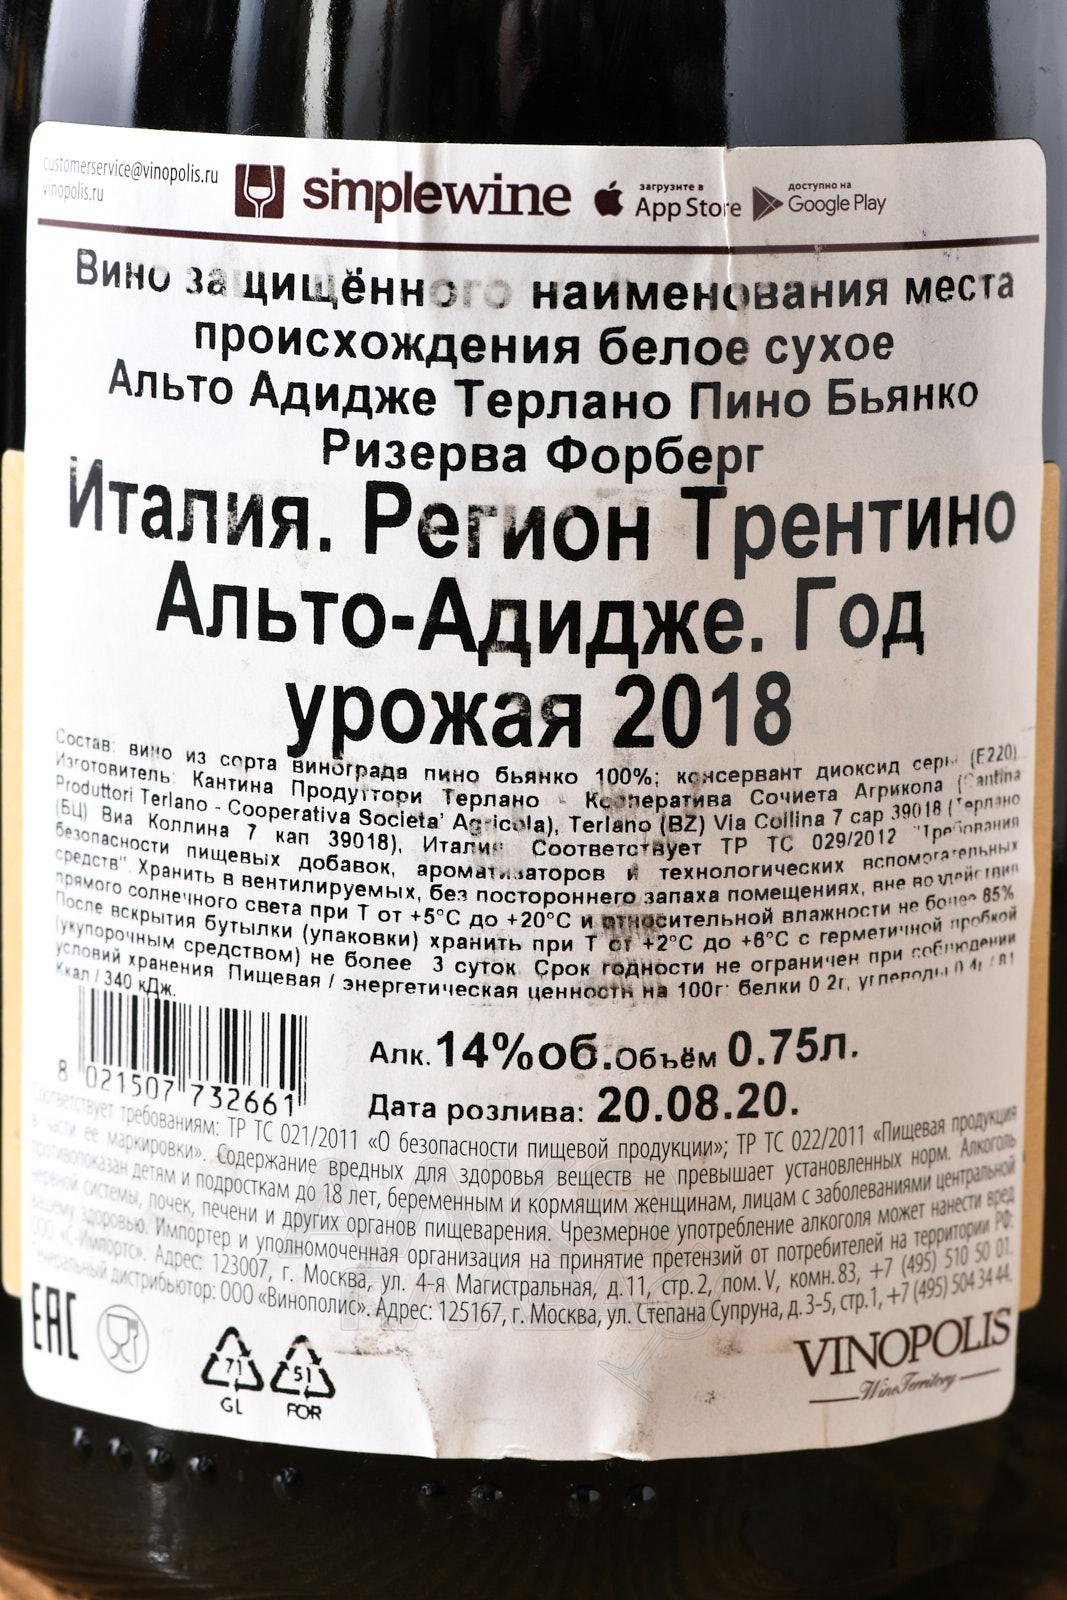 customerservice@vinopolis.ru
vinopolis.ru
simplewine
загрузите в
App Store
доступно на
Google Play
Вино защищённого наименования места
происхождения белое сухое
Альто Адидже Терлано Пино Бьянко
Ризерва Форберг
Италия. Регион Трентино
Альто-Адидже. Год
урожая 2018
Состав: вино из сорта винограда пино бьянко 100%; консервант диоксид серы (Е220)
Изготовитель: Кантина Продуттори Терлано - Кооператива Сочиета Агрикола (Cantina
Produttori Terlano - Cooperativa Societa' Agricola), Terlano (BZ) Via Collina 7 cap 39018 (Терлано
(БЦ) Виа Коллина 7 кап 39018), Италия Соответствует ТР ТС 029/2012 "Требования
безопасности пищевых добавок, ароматизаторов и технологических вспомогательных
средств". Хранить в вентилируемых, без постороннего запаха помещениях, вне воздействия
прямого солнечного света при Т от +5°С до +20°С и относительной влажности не более 85%
После вскрытия бутылки (упаковки) хранить при Т от +2°С до +6°С с герметичной пробкой
(укупорочным средством) не более 3 суток Срок годности не ограничен при соблюдении
условий хранения Пищевая / энергетическая ценность на 100г: белки 0 2г, углеводы 0 4г / 81
Ккал / 340 кДж.
8 021507 732661
Алк. 14%об. Объём 0.75л.
Дата розлива: 20.08.20.
Соответствует требованиям: ТР ТС 021/2011 «О безопасности пищевой продукции»; ТР ТС 022/2011 «Пищевая продукция
в части её маркировки». Содержание вредных для здоровья веществ не превышает установленных норм. Алкоголь
противопоказан детям и подросткам до 18 лет, беременным и кормящим женщинам, лицам с заболеваниями центральной
нервной системы, почек, печени и других органов пищеварения. Чрезмерное употребление алкоголя может нанести вред
вашему здоровью. Импортер и уполномоченная организация на принятие претензий от потребителей на территории РФ:
ООО «С-Импортс». Адрес: 123007, г. Москва, ул. 4-я Магистральная, д.11, стр.2, пом. V, комн. 83, +7 (495) 510 50 01.
Генеральный дистрибьютор: ООО «Винополис». Адрес: 125167, г. Москва, ул. Степана Супруна, д. 3-5, стр.1, +7 (495) 504 34 44.
EAC
71
GL
51
FOR
VINOPOLIS
Wine Territory